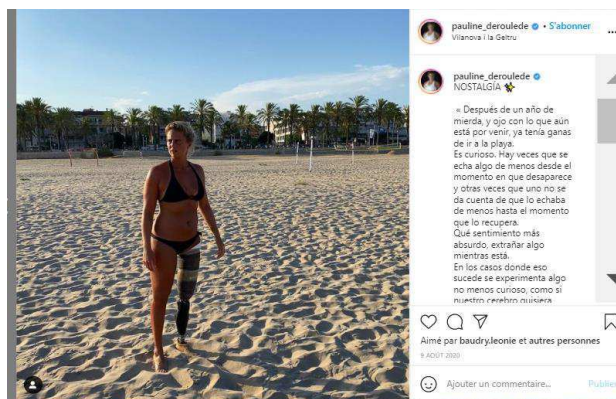 pauline_deroulede • S'abonner ...
Vilanova i la Geltru
pauline_deroulede
NOSTALGÍA
« Después de un año de
mierda, y ojo con lo que aún
está por venir, ya tenía ganas
de ir a la playa.
Es curioso. Hay veces que se
echa algo de menos desde el
momento en que desaparece
y otras veces que uno no se
da cuenta de que lo echaba
de menos hasta el momento
que lo recupera.
Qué sentimiento más
absurdo, extrañar algo
mientras está.
En los casos donde eso
sucede se experimenta algo
no menos curioso, como si
nuestro cerebro quisiera
Aimé par baudry.leonie et autres personnes
9 AOÛT 2020
Ajouter un commentaire...